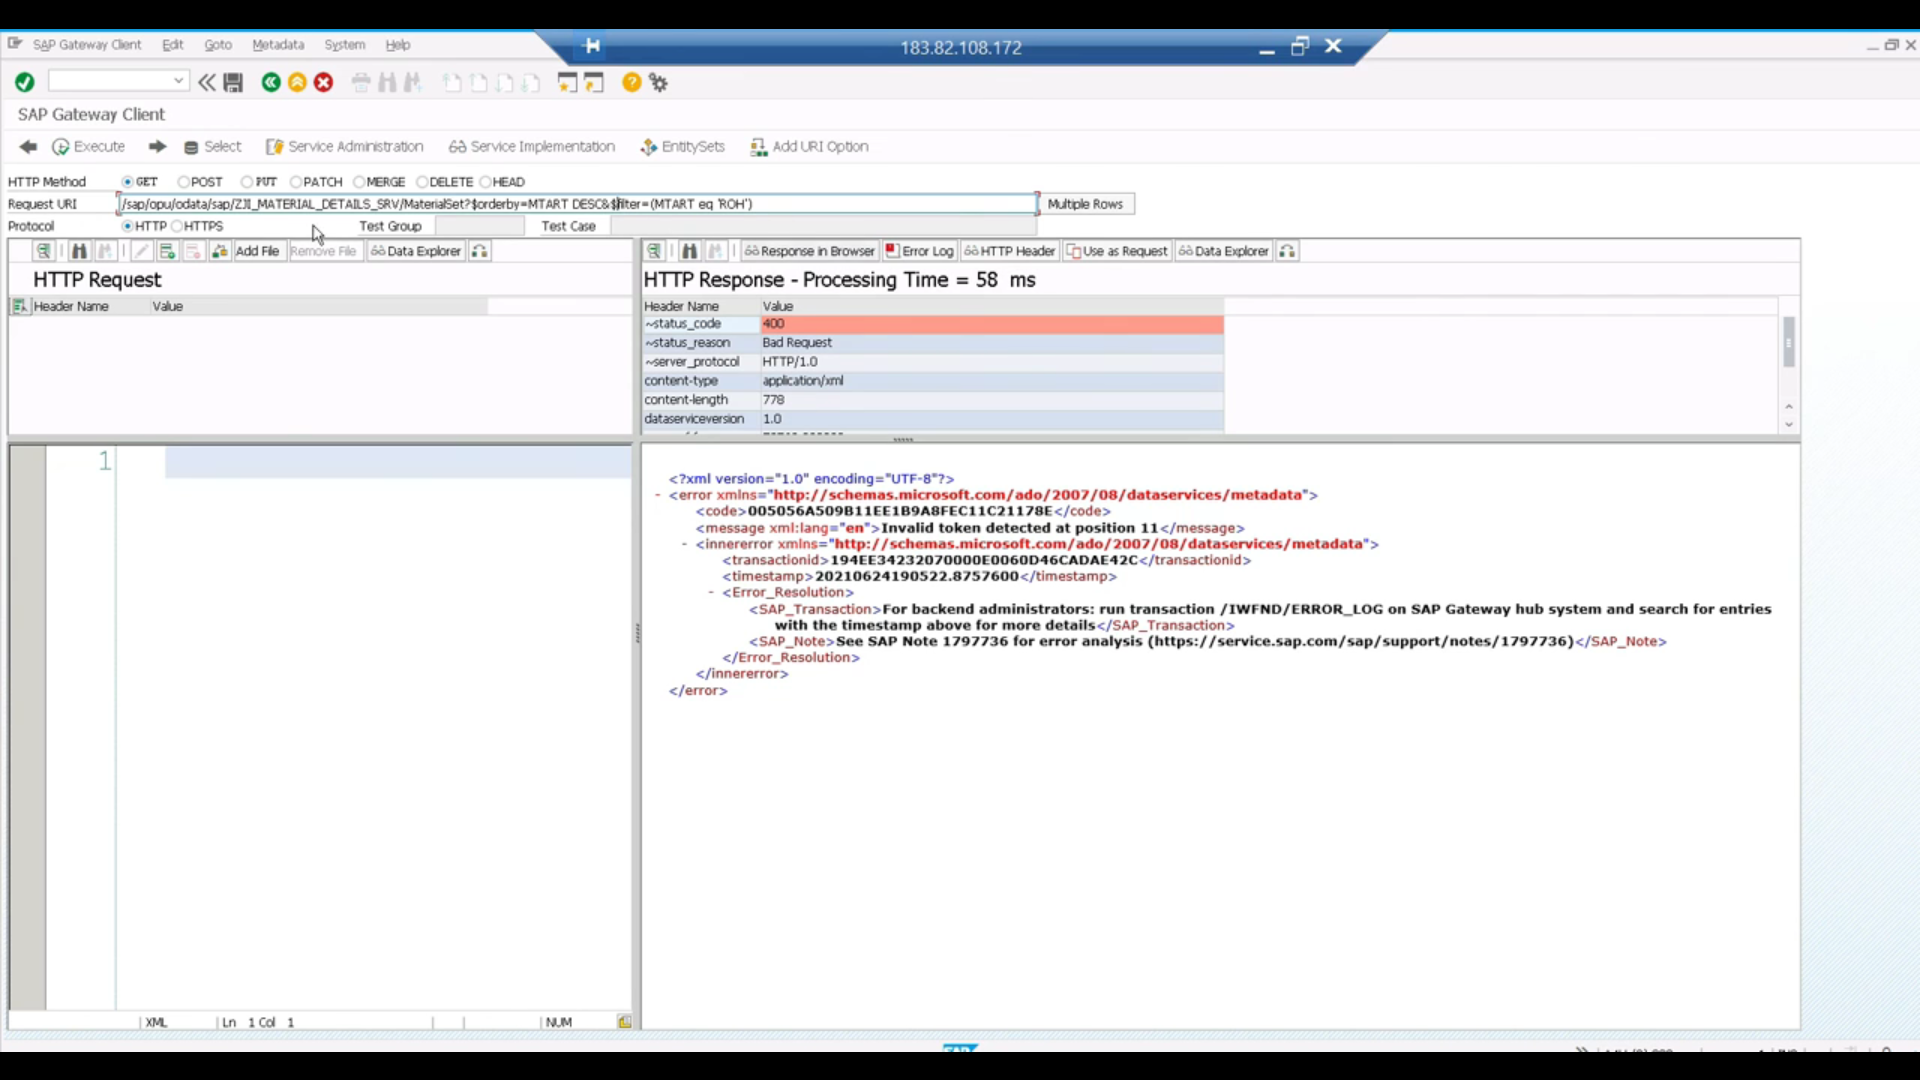 SAP Gateway Client Edit Goto Metadata System Help
183.82.108.172
SAP Gateway Client
Execute Select Service Administration Service Implementation EntitySets Add URI Option
HTTP Method GET POST PUT PATCH MERGE DELETE HEAD
Request URI /sap/opu/odata/sap/ZJI_MATERIAL_DETAILS_SRV/MaterialSet?$orderby=MTART DESC&$filter=(MTART eq 'ROH') Multiple Rows
Protocol HTTP HTTPS Test Group Test Case
Add File Remove File Data Explorer Response in Browser Error Log HTTP Header Use as Request Data Explorer
HTTP Request
HTTP Response - Processing Time = 58 ms
Header Name Value
Header Name Value
~status_code 400
~status_reason Bad Request
~server_protocol HTTP/1.0
content-type application/xml
content-length 778
dataserviceversion 1.0
1
<?xml version="1.0" encoding="UTF-8"?>
- <error xmlns="http://schemas.microsoft.com/ado/2007/08/dataservices/metadata">
<code>005056A509B11EE1B9A8FEC11C21178E</code>
<message xml:lang="en">Invalid token detected at position 11</message>
- <innererror xmlns="http://schemas.microsoft.com/ado/2007/08/dataservices/metadata">
<transactionid>194EE34232070000E0060D46CADAE42C</transactionid>
<timestamp>20210624190522.8757600</timestamp>
- <Error_Resolution>
<SAP_Transaction>For backend administrators: run transaction /IWFND/ERROR_LOG on SAP Gateway hub system and search for entries
with the timestamp above for more details</SAP_Transaction>
<SAP_Note>See SAP Note 1797736 for error analysis (https://service.sap.com/sap/support/notes/1797736)</SAP_Note>
</Error_Resolution>
</innererror>
</error>
XML Ln 1 Col 1 NUM
SAP